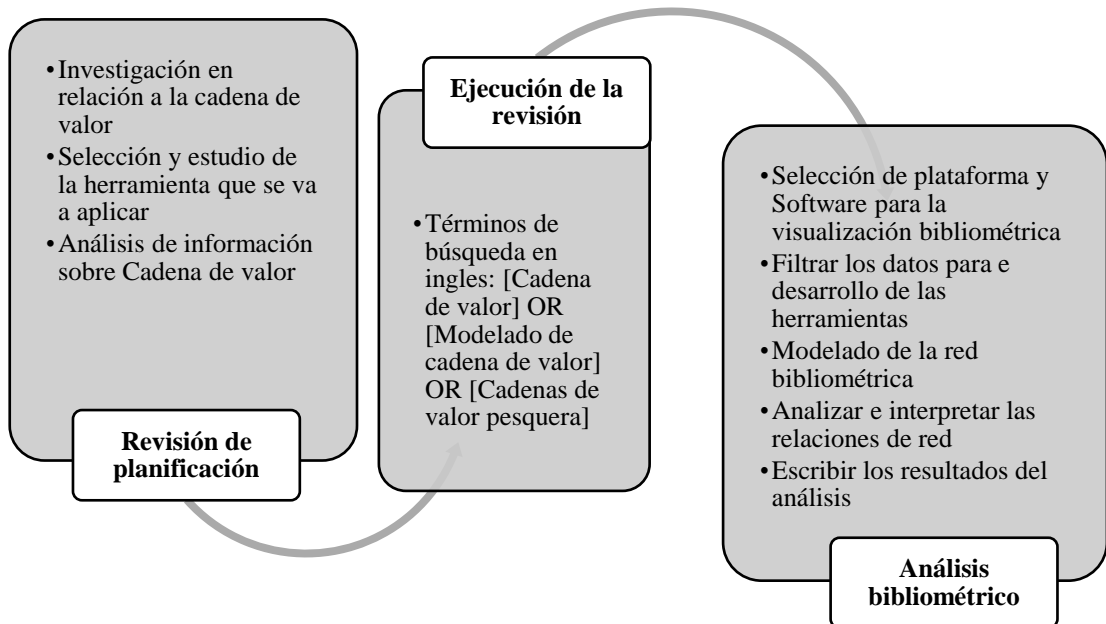 •Investigación en
relación a la cadena de
valor
•Selección y estudio de
la herramienta que se va
a aplicar
•Análisis de información
sobre Cadena de valor
Revisión de
planificación
Ejecución de la
revisión
•Términos de
búsqueda en
ingles: [Cadena
de valor] OR
[Modelado de
cadena de valor]
OR [Cadenas de
valor pesquera]
•Selección de plataforma y
Software para la
visualización bibliométrica
•Filtrar los datos para e
desarrollo de las
herramientas
•Modelado de la red
bibliométrica
•Analizar e interpretar las
relaciones de red
•Escribir los resultados del
análisis
Análisis
bibliométrico